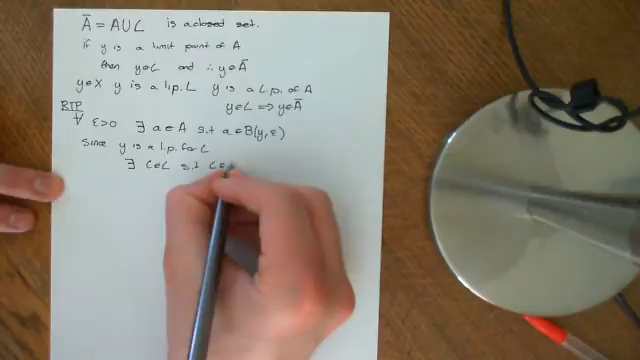 Ā = A ∪ L is a closed set.
if y is a limit point of A
then y∈L and ∴ y∈Ā
y∈X y is a l.p. L y is a L.p. of A
y∈L ⟹ y∈Ā
RTP
∀ ε>0 ∃ a∈A s.t a∈B(y,ε)
Since y is a l.p. for L
∃ l∈L s.t l∈